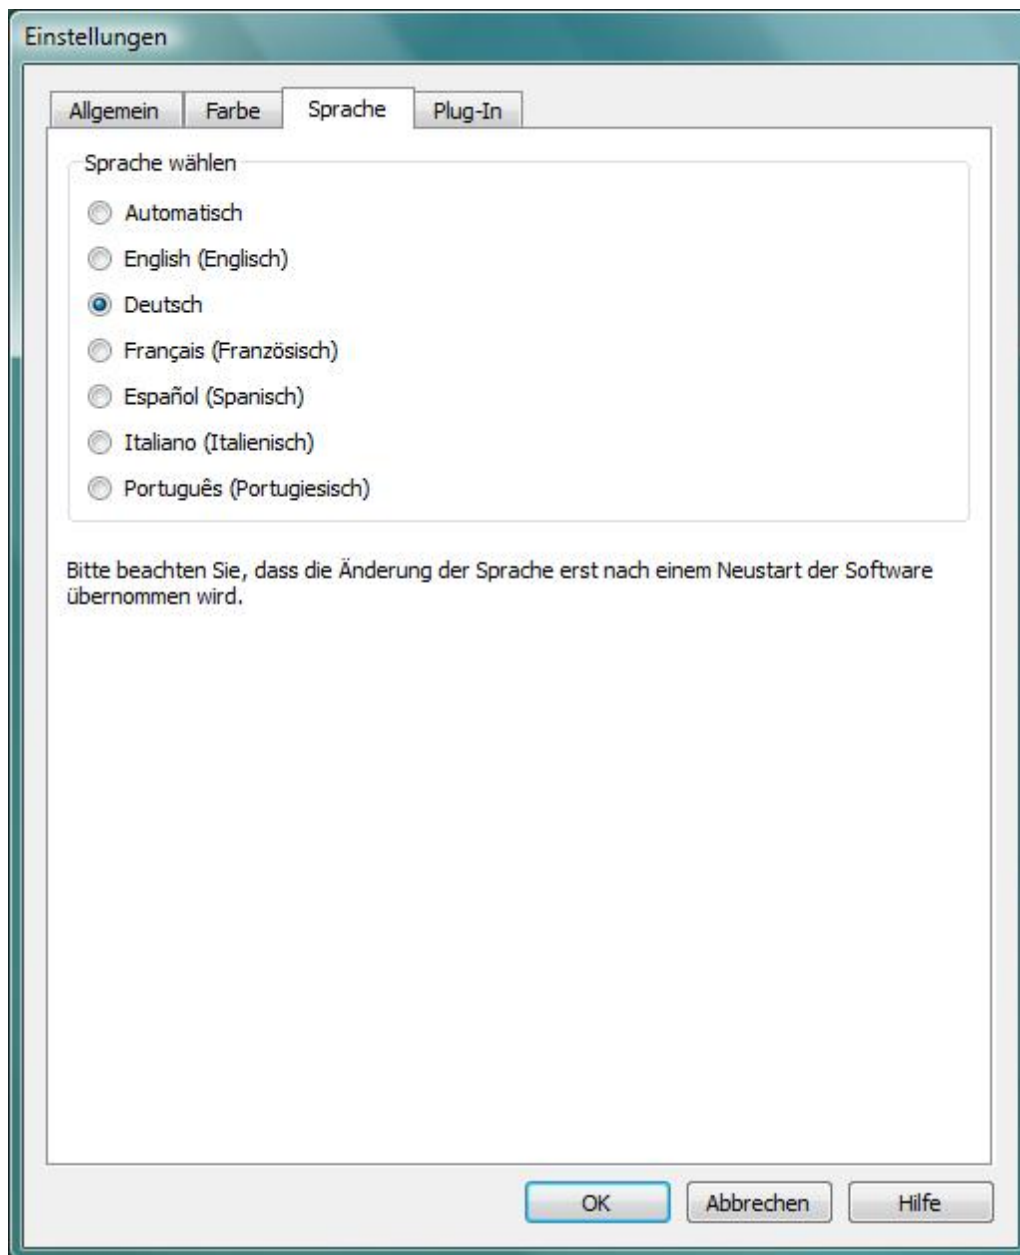 Einstellungen
Allgemein Farbe Sprache Plug-In
Sprache wählen
Automatisch
English (Englisch)
Deutsch
Français (Französisch)
Español (Spanisch)
Italiano (Italienisch)
Português (Portugiesisch)
Bitte beachten Sie, dass die Änderung der Sprache erst nach einem Neustart der Software
übernommen wird.
OK Abbrechen Hilfe